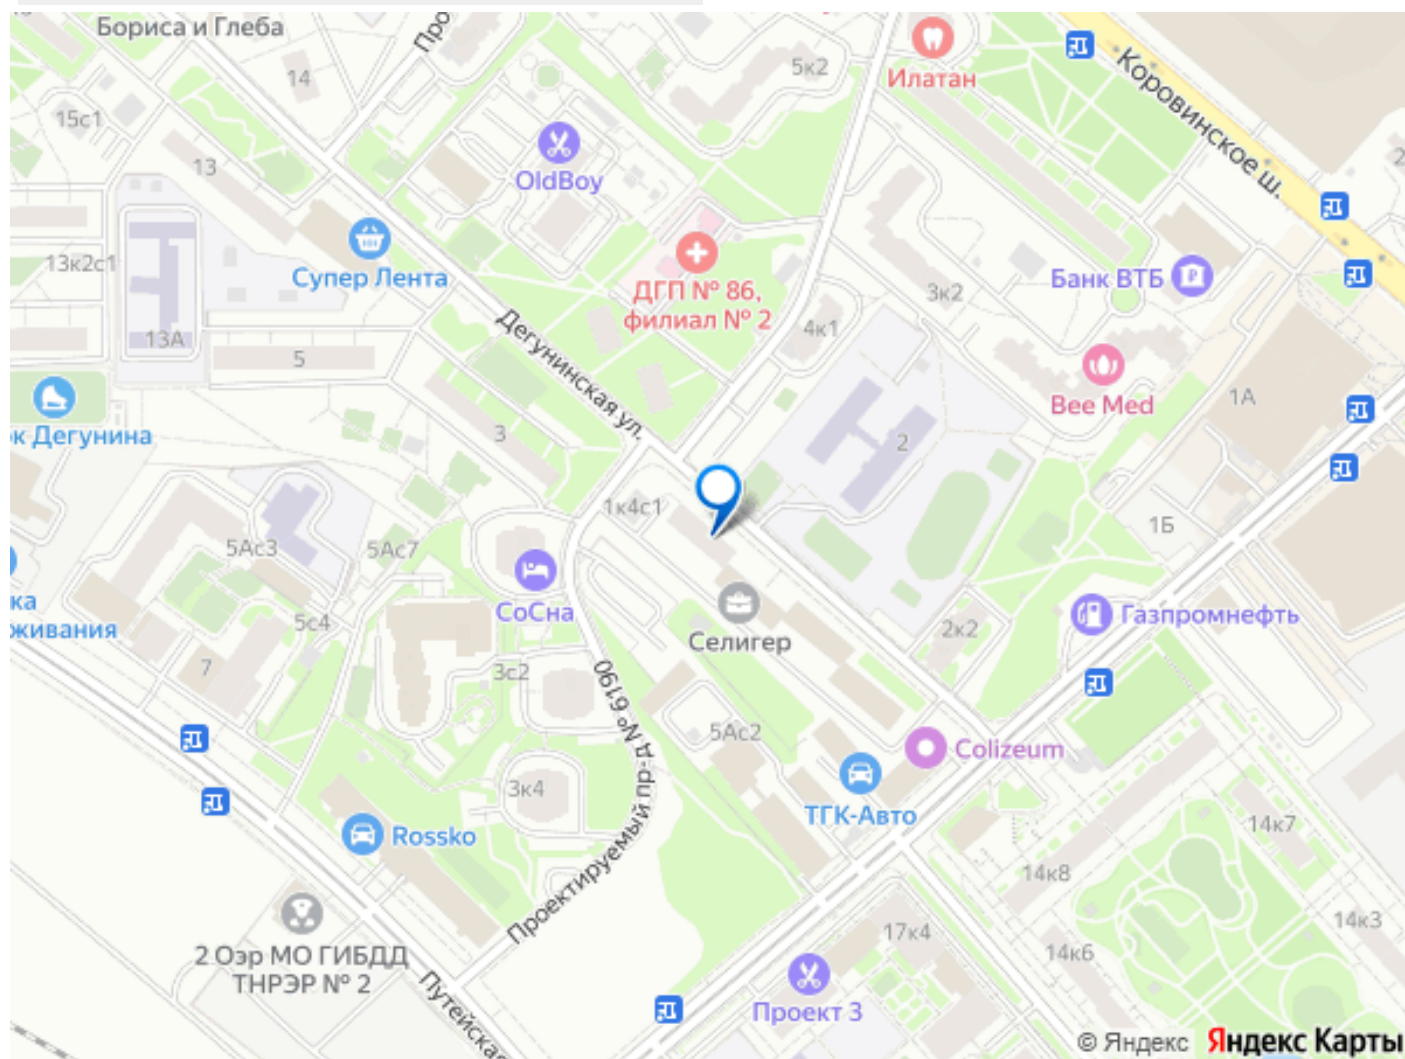 Бориса и Глеба
Про
14
5к2
Илатан
Коровинское ш.
15с1
13
OldBoy
2
13к2с1
Супер Лента
ДГП № 86,
филиал № 2
3к2
Банк ВТБ
4к1
13А
5
Дегунинская ул.
Bee Med
1А
к Дегунина
3
2
1к4с1
1Б
5Ас3
5Ас7
СоСна
ка
живания
5с4
Селигер
2к2
Газпромнефть
7
3с2
Проектируемый пр-д № 6190
5Ас2
Colizeum
3к4
ТГК-Авто
Rossko
14к7
14к8
2 Оэр МО ГИБДД
ТНРЭР № 2
17к4
14к3
14к6
Путейская
Проект 3
© Яндекс Яндекс Карты